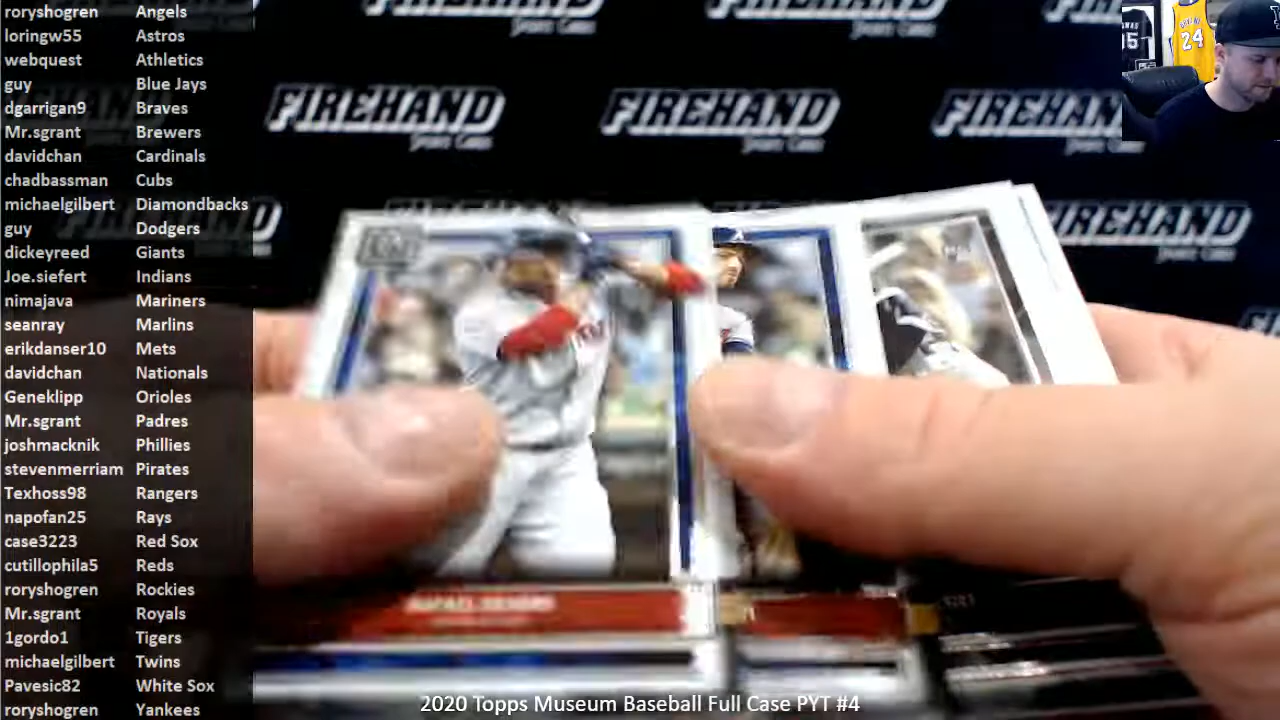 roryshogren Angels
loringw55 Astros
webquest Athletics
guy Blue Jays
dgarrigan9 Braves
Mr.sgrant Brewers
davidchan Cardinals
chadbassman Cubs
michaelgilbert Diamondbacks
guy Dodgers
dickeyreed Giants
Joe.siefert Indians
nimajava Mariners
seanray Marlins
erikdanser10 Mets
davidchan Nationals
Geneklipp Orioles
Mr.sgrant Padres
joshmacknik Phillies
stevenmerriam Pirates
Texhoss98 Rangers
napofan25 Rays
case3223 Red Sox
cutillophila5 Reds
roryshogren Rockies
Mr.sgrant Royals
1gordo1 Tigers
michaelgilbert Twins
Pavesic82 White Sox
roryshogren Yankees
FIREHAND FIREHAND FIREHAND
FIREHAND
24
2020 Topps Museum Baseball Full Case PYT #4